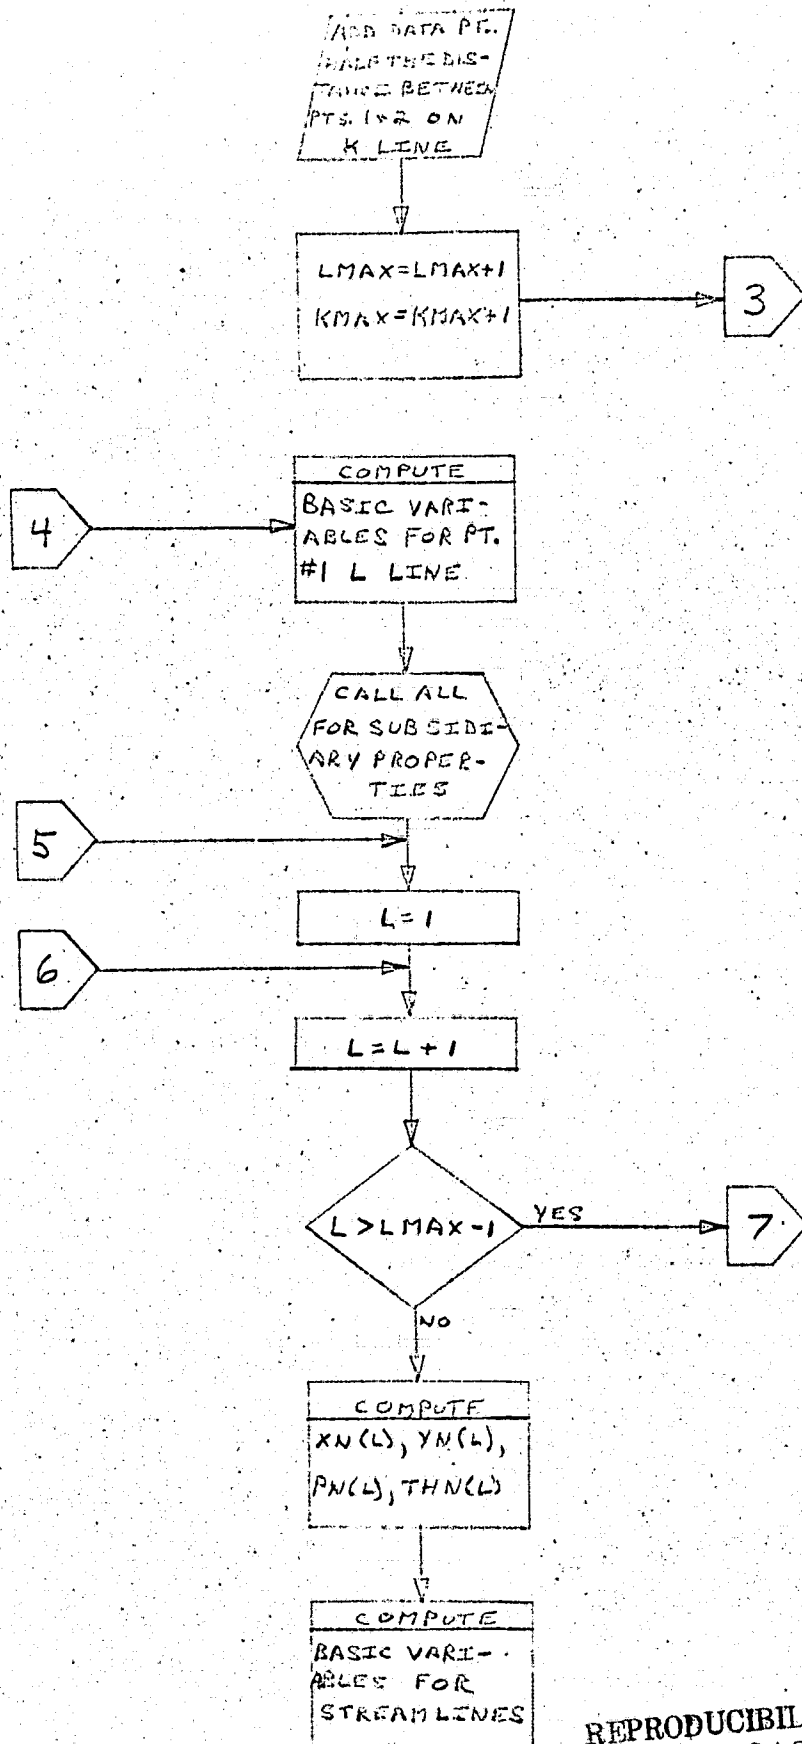 ADD DATA PT.
HALF THE DIS-
TANCE BETWEEN
PTS. 1&2 ON
K LINE
LMAX=LMAX+1
KMAX=KMAX+1
3
COMPUTE
BASIC VARI-
ABLES FOR PT.
#1 L LINE
4
CALL ALL
FOR SUBSIDI-
ARY PROPER-
TIES
5
L=1
6
L=L+1
L>LMAX-1
YES
7
NO
COMPUTE
XN(L), YN(L),
PN(L), THN(L)
COMPUTE
BASIC VARI-
ABLES FOR
STREAMLINES